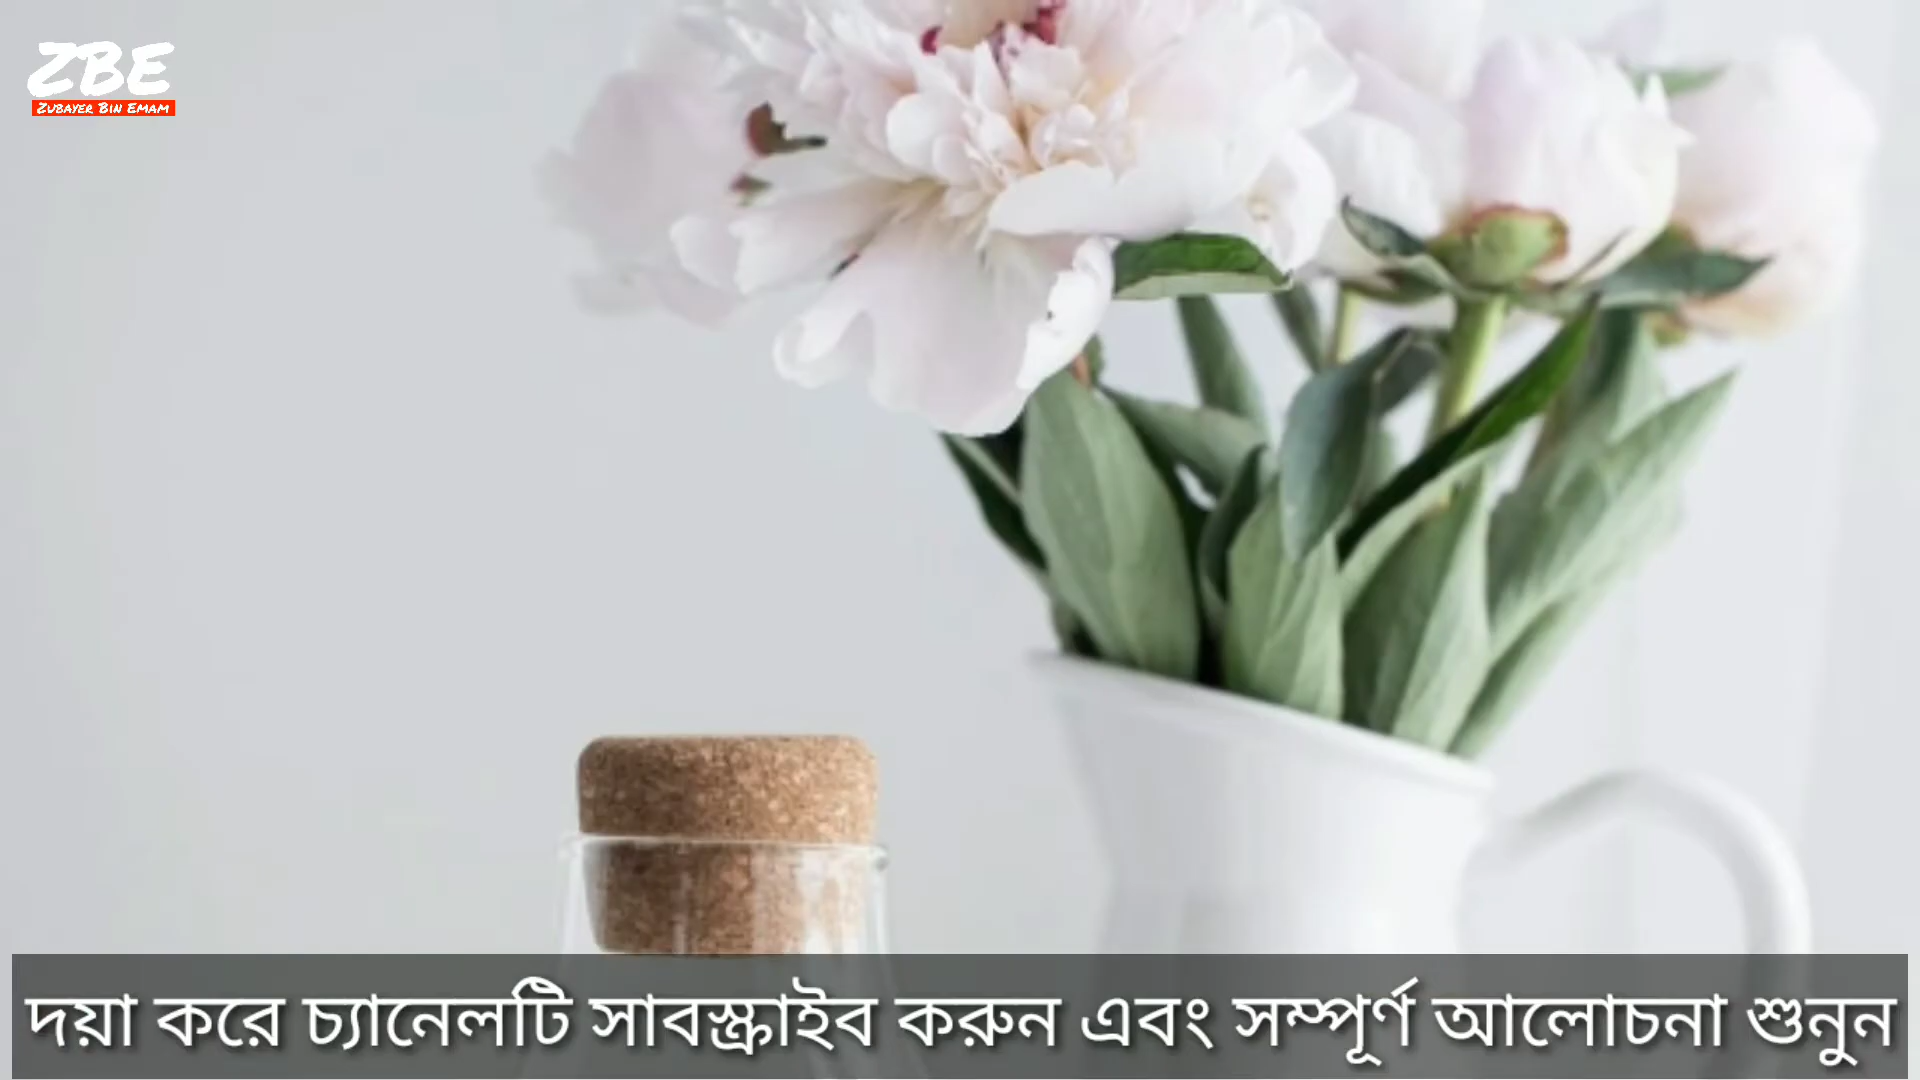 ZBE
Zubayer Bin Emam
দয়া করে চ্যানেলটি সাবস্ক্রাইব করুন এবং সম্পূর্ণ আলোচনা শুনুন